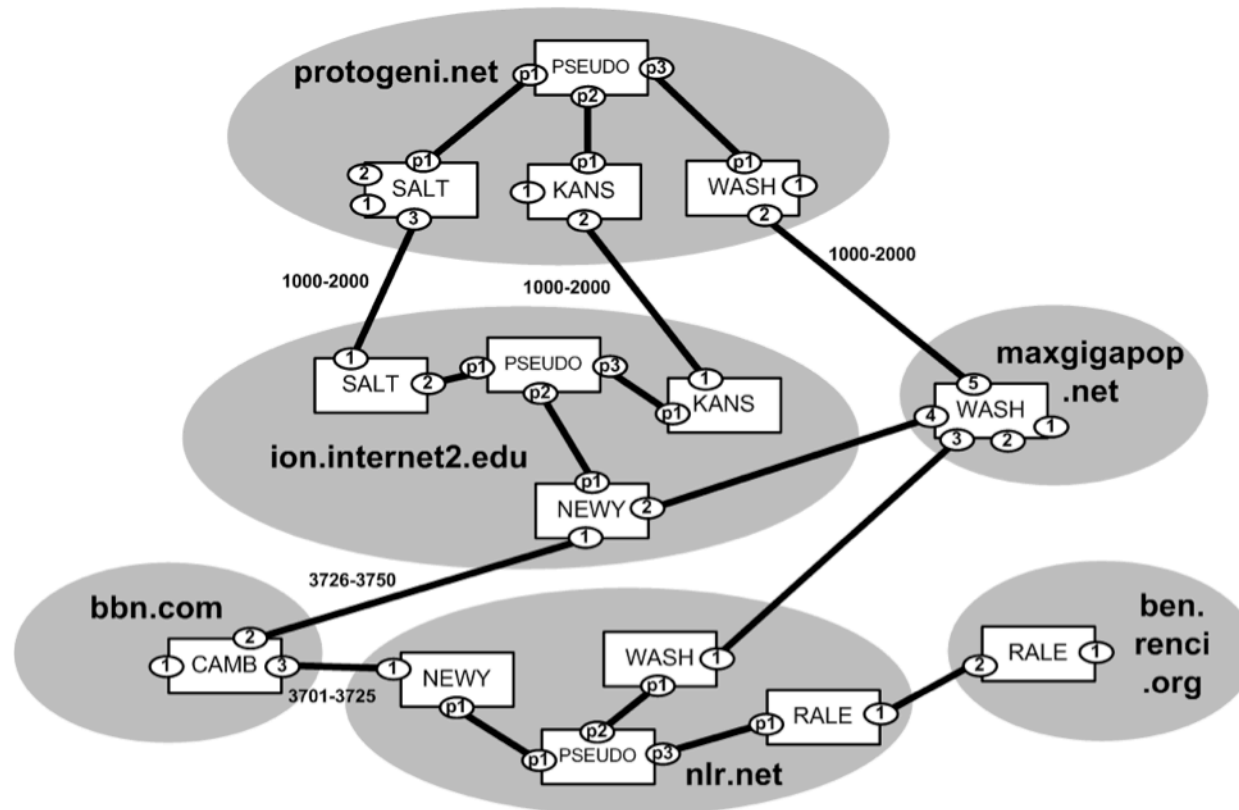 protogeni.net
PSEUDO
p1
p2
p3
p1
SALT
2
1
3
p1
KANS
1
2
p1
WASH
1
2
1000-2000
1000-2000
1000-2000
1
SALT
2
p1
PSEUDO
p3
p2
1
KANS
p1
ion.internet2.edu
p1
NEWY
2
1
maxgigapop
.net
5
WASH
4
3
2
1
3726-3750
bbn.com
2
1
CAMB
3
3701-3725
1
NEWY
p1
WASH
1
p1
p2
p1
PSEUDO
p3
p1
RALE
1
nlr.net
ben.
renci
.org
2
RALE
1